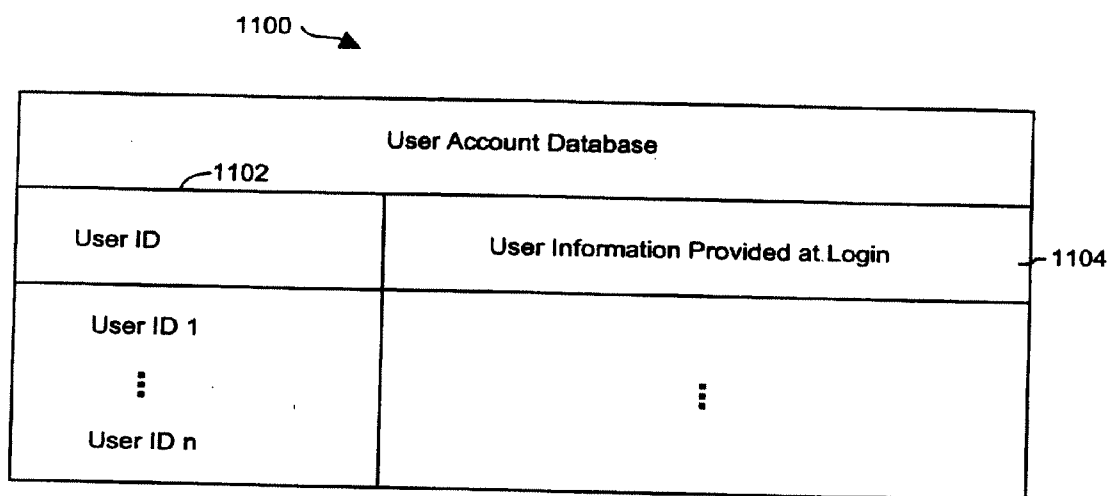 1100
User Account Database
1102
User ID
User Information Provided at Login
1104
User ID 1
User ID n